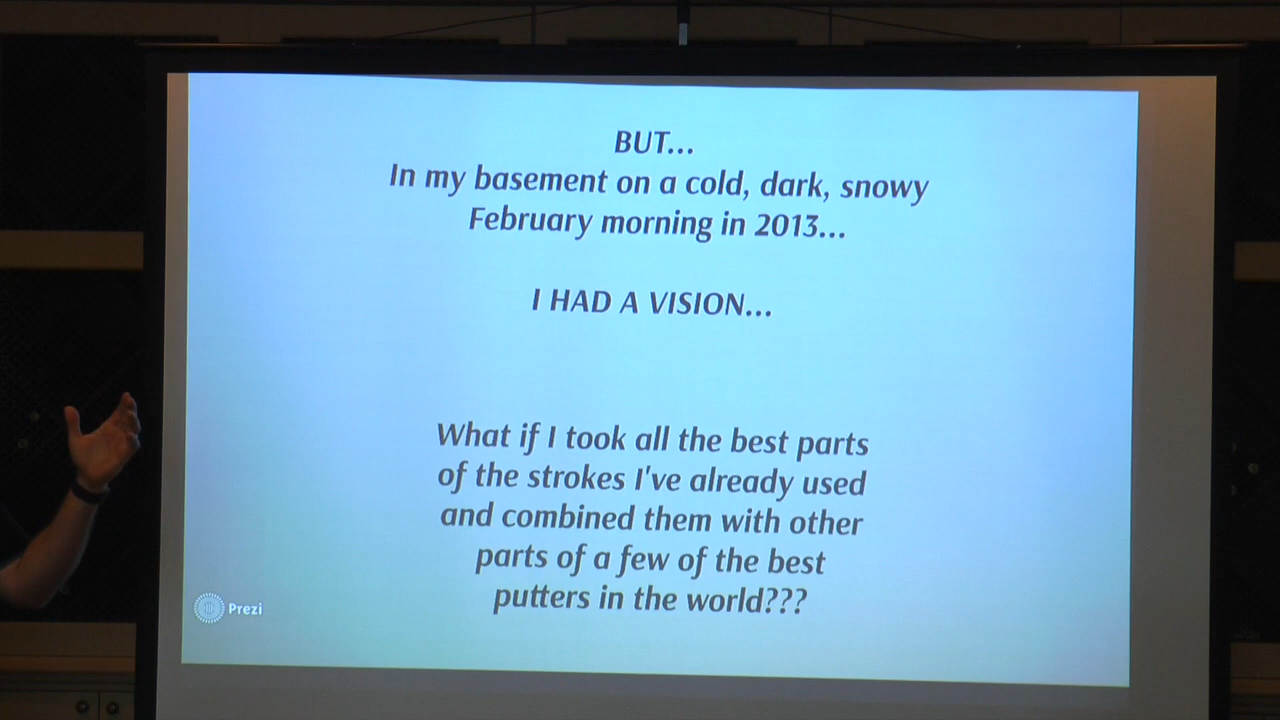 BUT...
In my basement on a cold, dark, snowy
February morning in 2013...
I HAD A VISION...
What if I took all the best parts
of the strokes I've already used
and combined them with other
parts of a few of the best
putters in the world???
Prezi